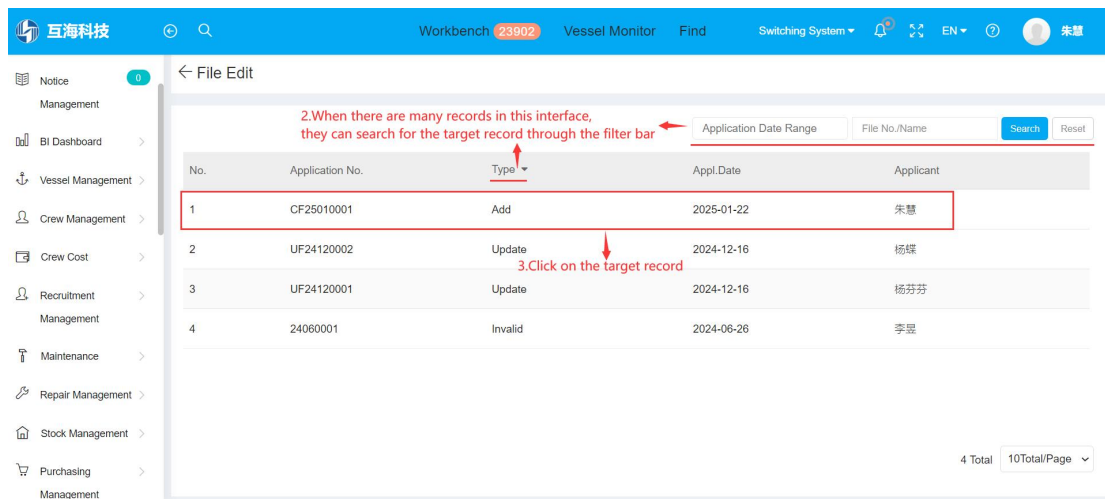 互海科技
Workbench 23902 Vessel Monitor Find Switching System EN 朱慧
Notice 0
Management
BI Dashboard
Vessel Management
Crew Management
Crew Cost
Recruitment
Management
Maintenance
Repair Management
Stock Management
Purchasing
Management
← File Edit
2.When there are many records in this interface,
they can search for the target record through the filter bar
Application Date Range File No./Name Search Reset
No. Application No. Type Appl.Date Applicant
1 CF25010001 Add 2025-01-22 朱慧
2 UF24120002 Update 2024-12-16 杨蝶
3.Click on the target record
3 UF24120001 Update 2024-12-16 杨芬芬
4 24060001 Invalid 2024-06-26 李昱
4 Total 10Total/Page